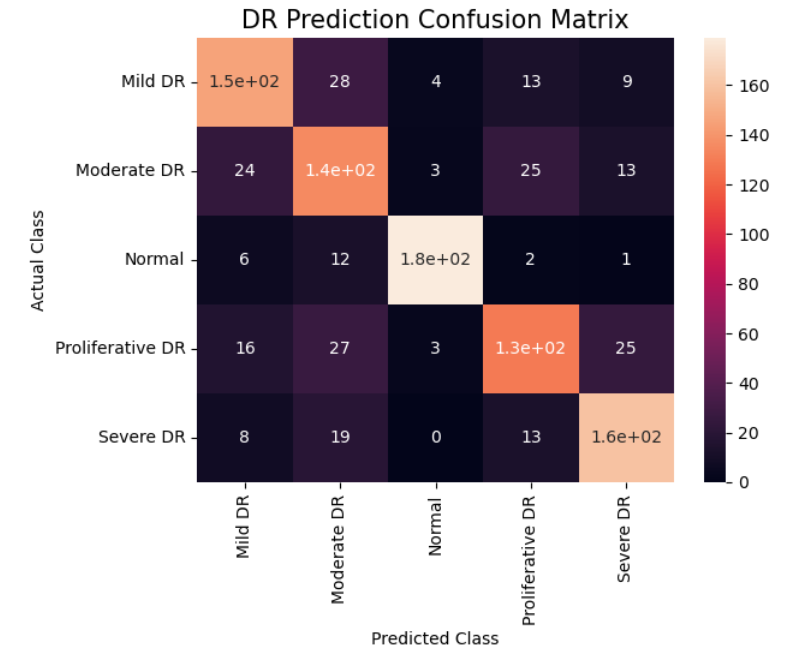 DR Prediction Confusion Matrix
Actual Class
Mild DR 1.5e+02 28 4 13 9
Moderate DR 24 1.4e+02 3 25 13
Normal 6 12 1.8e+02 2 1
Proliferative DR 16 27 3 1.3e+02 25
Severe DR 8 19 0 13 1.6e+02
Mild DR Moderate DR Normal Proliferative DR Severe DR
Predicted Class
160
140
120
100
80
60
40
20
0